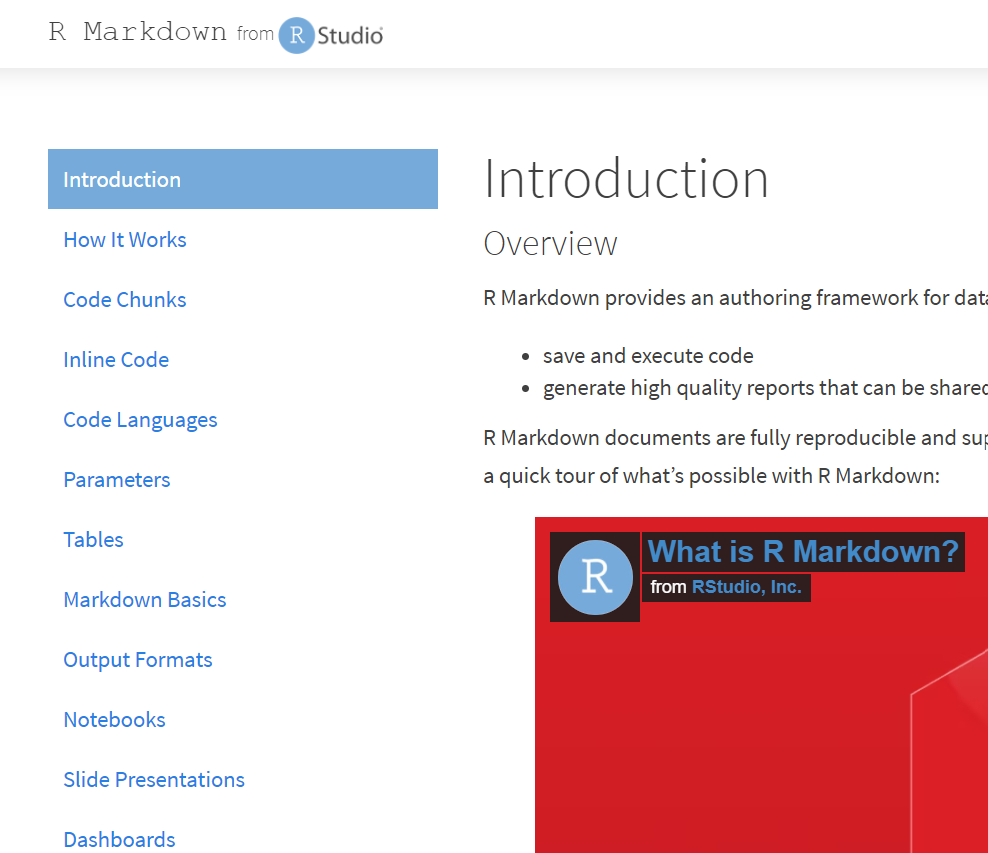 R Markdown from R Studio
Introduction
How It Works
Code Chunks
Inline Code
Code Languages
Parameters
Tables
Markdown Basics
Output Formats
Notebooks
Slide Presentations
Dashboards
Introduction
Overview
R Markdown provides an authoring framework for data
• save and execute code
• generate high quality reports that can be shared
R Markdown documents are fully reproducible and sup
a quick tour of what’s possible with R Markdown:
R
What is R Markdown?
from RStudio, Inc.